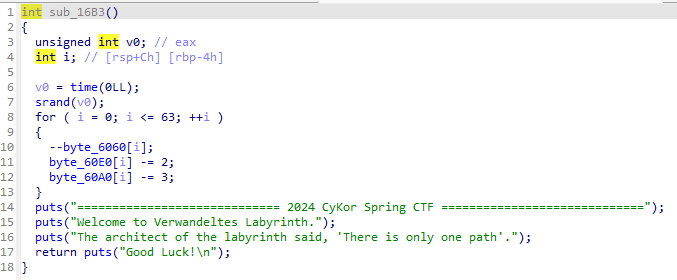 1 int sub_16B3()
2 {
3   unsigned int v0; // eax
4   int i; // [rsp+Ch] [rbp-4h]
5
6   v0 = time(0LL);
7   srand(v0);
8   for ( i = 0; i <= 63; ++i )
9   {
10     --byte_6060[i];
11     byte_60E0[i] -= 2;
12     byte_60A0[i] -= 3;
13   }
14   puts("============================= 2024 CyKor Spring CTF =============================");
15   puts("Welcome to Verwandeltes Labyrinth.");
16   puts("The architect of the labyrinth said, 'There is only one path'.");
17   return puts("Good Luck!\n");
18 }